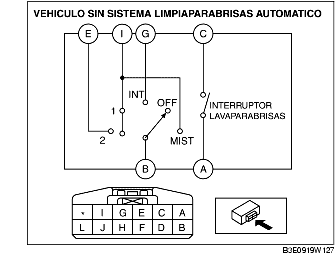 VEHICULO SIN SISTEMA LIMPIAPARABRISAS AUTOMATICO
E I G C
INT
OFF
1
INTERRUPTOR
LAVAPARABRISAS
2
MIST
B A
* I G E C A
L J H F D B
B3E0919W127